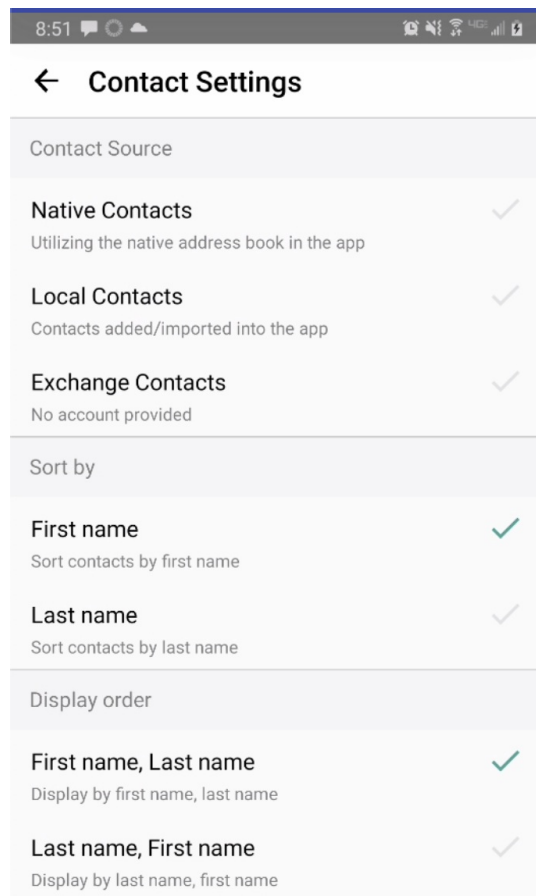 8:51
4GE
Contact Settings
Contact Source
Native Contacts
Utilizing the native address book in the app
Local Contacts
Contacts added/imported into the app
Exchange Contacts
No account provided
Sort by
First name
Sort contacts by first name
Last name
Sort contacts by last name
Display order
First name, Last name
Display by first name, last name
Last name, First name
Display by last name, first name